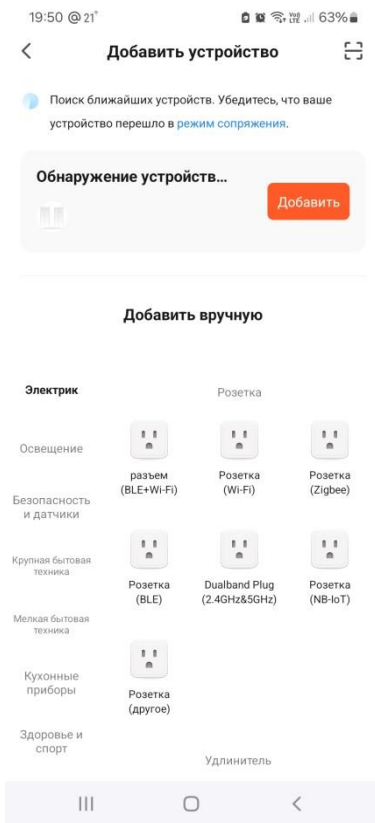 19:50 @ 21°
63%
Добавить устройство
Поиск ближайших устройств. Убедитесь, что ваше
устройство перешло в режим сопряжения.
Обнаружение устройств...
Добавить
Добавить вручную
Электрик
Розетка
Освещение
разъем
(BLE+Wi-Fi)
Розетка
(Wi-Fi)
Розетка
(Zigbee)
Безопасность
и датчики
Крупная бытовая
техника
Розетка
(BLE)
Dualband Plug
(2.4GHz&5GHz)
Розетка
(NB-IoT)
Мелкая бытовая
техника
Кухонные
приборы
Розетка
(другое)
Здоровье и
спорт
Удлинитель